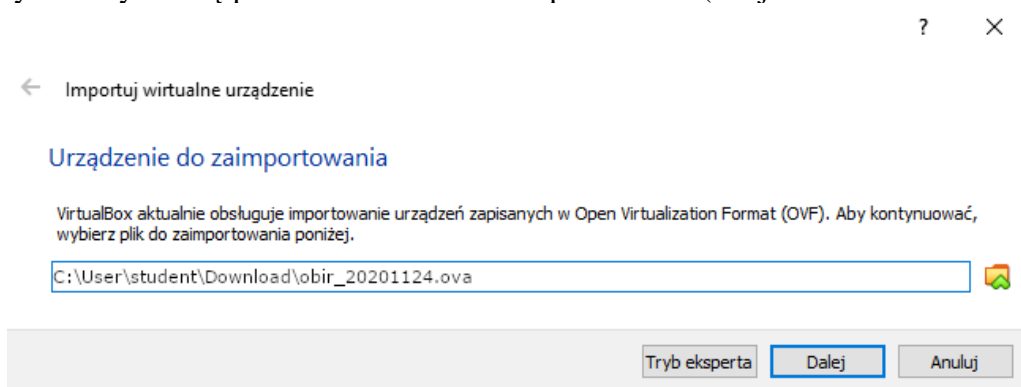 ?
Importuj wirtualne urządzenie
Urządzenie do zaimportowania
VirtualBox aktualnie obsługuje importowanie urządzeń zapisanych w Open Virtualization Format (OVF). Aby kontynuować,
wybierz plik do zaimportowania poniżej.
C:\User\student\Download\obir_20201124.ova
Tryb eksperta Dalej Anuluj